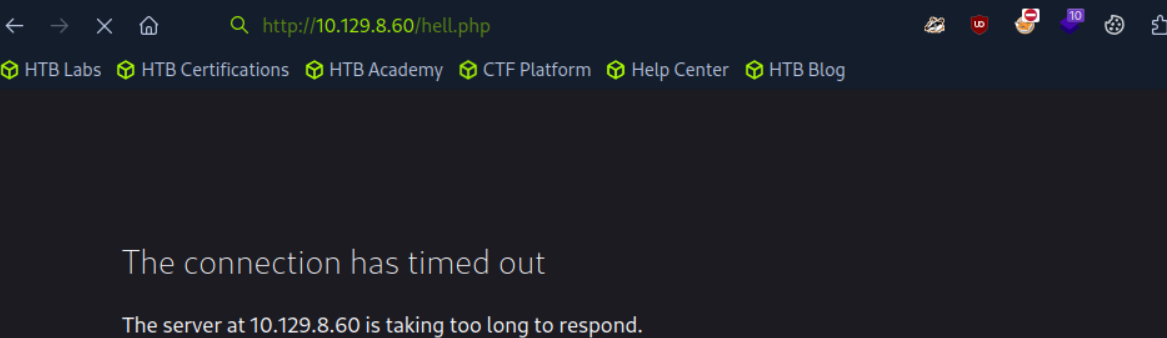 http://10.129.8.60/hell.php
10
HTB Labs HTB Certifications HTB Academy CTF Platform Help Center HTB Blog
The connection has timed out
The server at 10.129.8.60 is taking too long to respond.